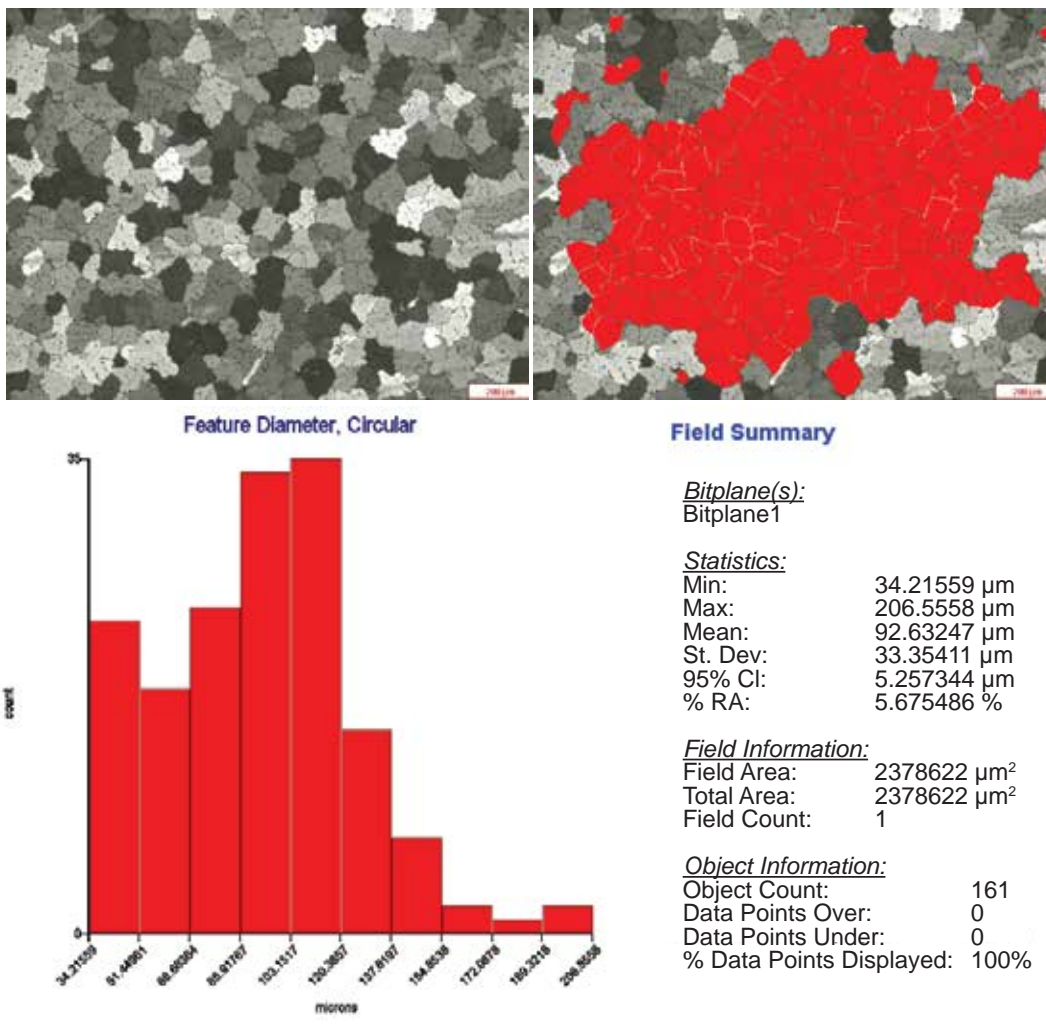 200 µm
200 µm
Feature Diameter, Circular
35
0
count
34.21559
51.44961
68.68364
85.91767
103.1517
120.3857
137.6197
154.8538
172.0878
189.3218
206.5558
microns
Field Summary
Bitplane(s):
Bitplane1
Statistics:
Min: 34.21559 µm
Max: 206.5558 µm
Mean: 92.63247 µm
St. Dev: 33.35411 µm
95% CI: 5.257344 µm
% RA: 5.675486 %
Field Information:
Field Area: 2378622 µm²
Total Area: 2378622 µm²
Field Count: 1
Object Information:
Object Count: 161
Data Points Over: 0
Data Points Under: 0
% Data Points Displayed: 100%